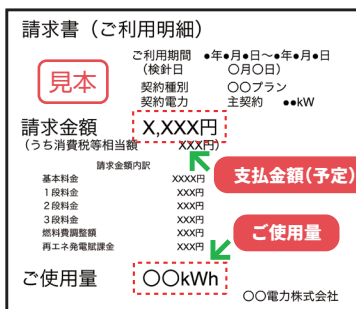 請求書（ご利用明細）
ご利用期間 ●年●月●日〜●年●月●日
（検針日 〇月〇日）
見本
契約種別 〇〇プラン
契約電力 主契約 ●●kW
請求金額 X,XXX円
（うち消費税等相当額 XXX円）
請求金額内訳
支払金額(予定)
基本料金 XXXX円
1段料金 XXX円
2段料金 XXX円
3段料金 XXX円
燃料費調整額 XXX円
再エネ発電賦課金 XXX円
ご使用量
ご使用量 〇〇kWh
〇〇電力株式会社